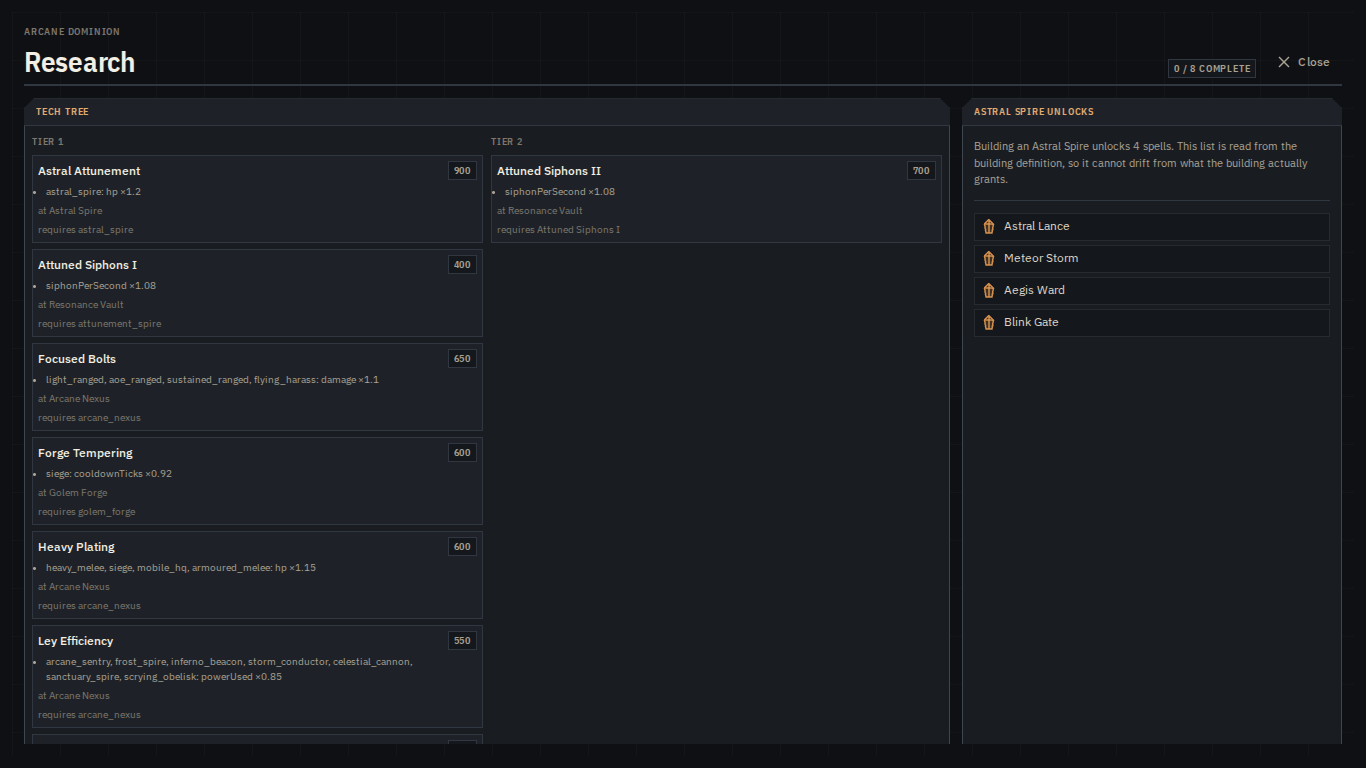 ARCANE DOMINION
Research
0 / 8 COMPLETE
Close
TECH TREE
TIER 1
Astral Attunement
900
astral_spire: hp ×1.2
at Astral Spire
requires astral_spire
Attuned Siphons I
400
siphonPerSecond ×1.08
at Resonance Vault
requires attunement_spire
Focused Bolts
650
light_ranged, aoe_ranged, sustained_ranged, flying_harass: damage ×1.1
at Arcane Nexus
requires arcane_nexus
Forge Tempering
600
siege: cooldownTicks ×0.92
at Golem Forge
requires golem_forge
Heavy Plating
600
heavy_melee, siege, mobile_hq, armoured_melee: hp ×1.15
at Arcane Nexus
requires arcane_nexus
Ley Efficiency
550
arcane_sentry, frost_spire, inferno_beacon, storm_conductor, celestial_cannon,
sanctuary_spire, scrying_obelisk: powerUsed ×0.85
at Arcane Nexus
requires arcane_nexus
TIER 2
Attuned Siphons II
700
siphonPerSecond ×1.08
at Resonance Vault
requires Attuned Siphons I
ASTRAL SPIRE UNLOCKS
Building an Astral Spire unlocks 4 spells. This list is read from the
building definition, so it cannot drift from what the building actually
grants.
Astral Lance
Meteor Storm
Aegis Ward
Blink Gate